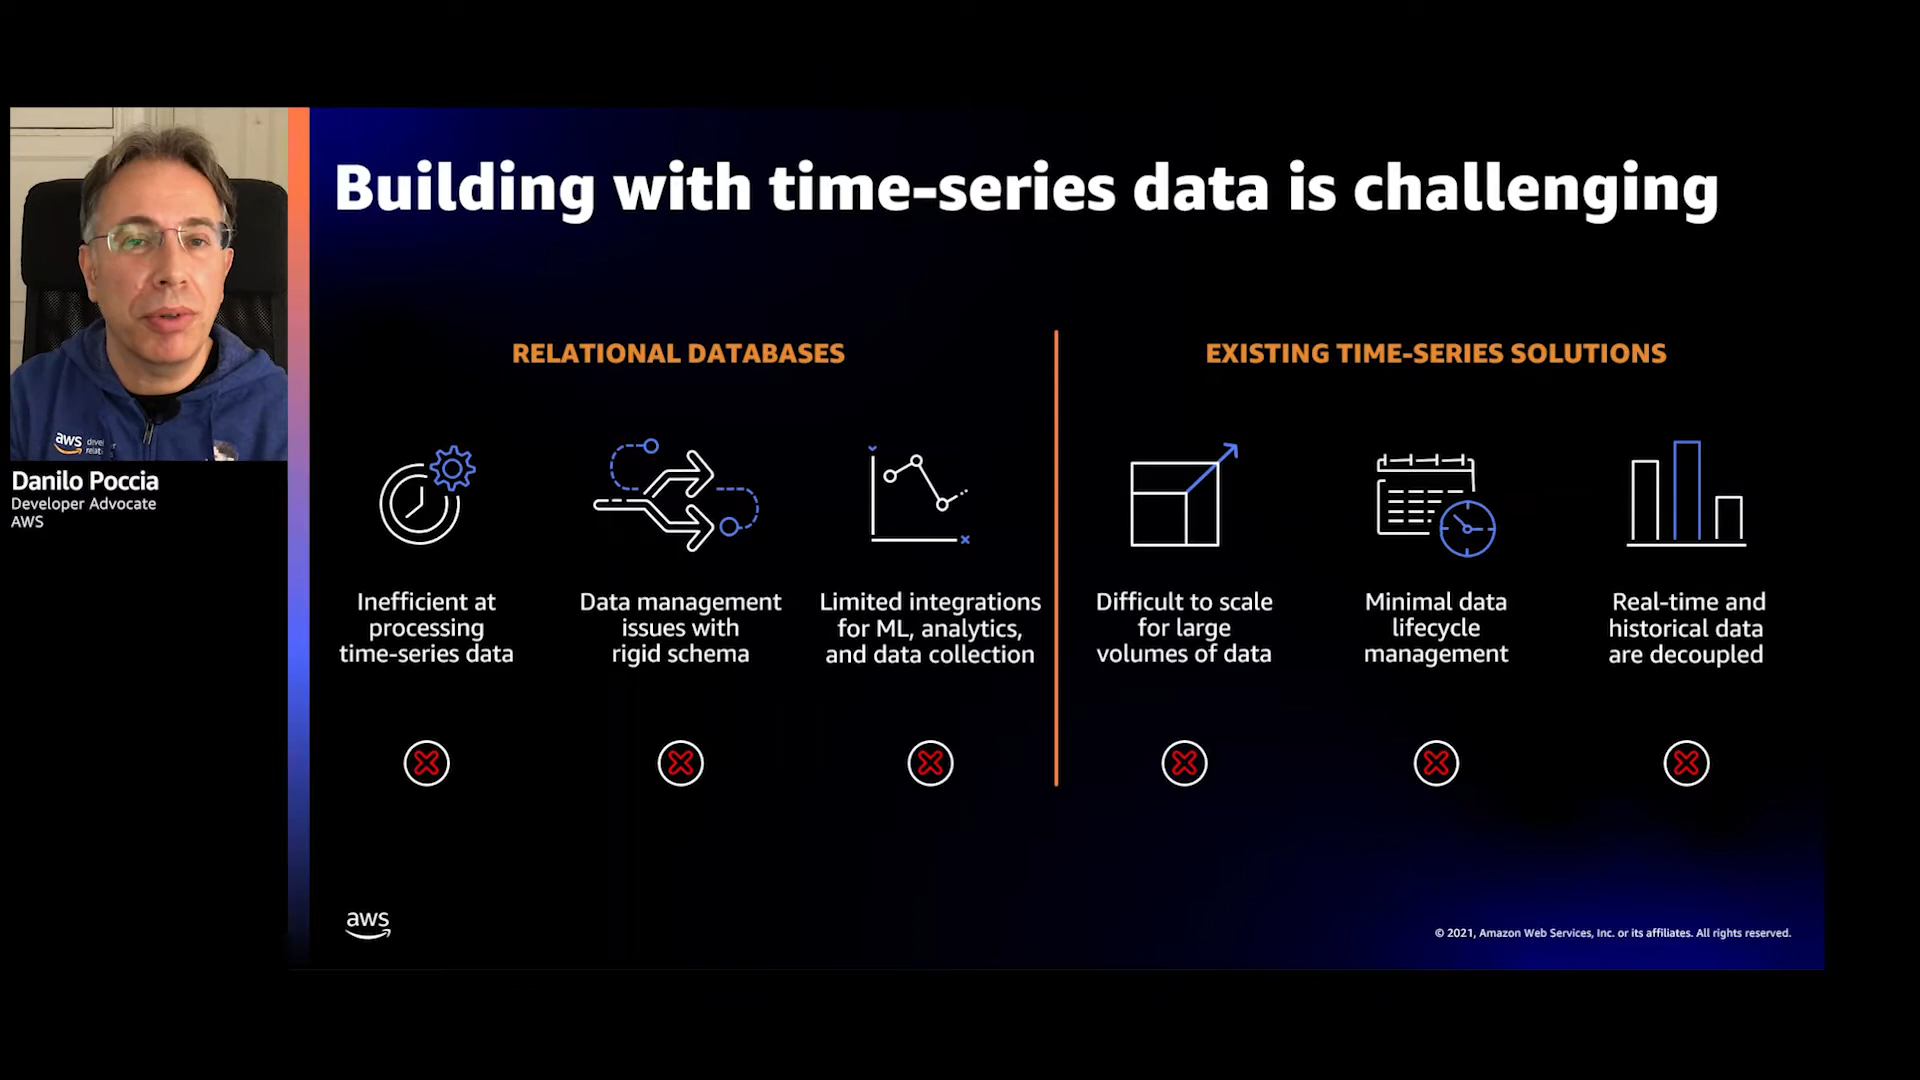 Building with time-series data is challenging
RELATIONAL DATABASES
EXISTING TIME-SERIES SOLUTIONS
aws
Danilo Poccia
Developer Advocate
AWS
Inefficient at
processing
time-series data
Data management
issues with
rigid schema
Limited integrations
for ML, analytics,
and data collection
Difficult to scale
for large
volumes of data
Minimal data
lifecycle
management
Real-time and
historical data
are decoupled
aws
© 2021, Amazon Web Services, Inc. or its affiliates. All rights reserved.